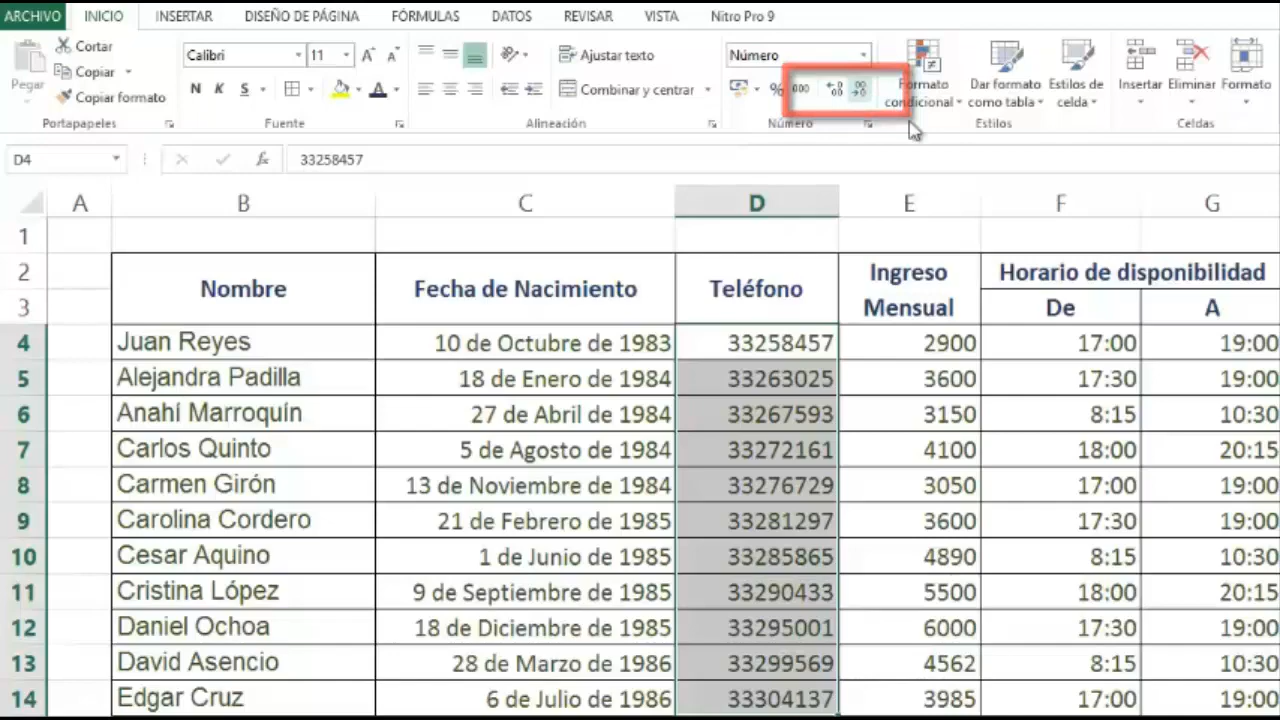 ARCHIVO INICIO INSERTAR DISEÑO DE PÁGINA FÓRMULAS DATOS REVISAR VISTA Nitro Pro 9
Pegar Cortar Copiar Copiar formato Portapapeles
Calibri 11
N K S
Fuente
Ajustar texto
Combinar y centrar
Alineación
Número
% 000 ←0 ,00 ,00 →,0
Número
Formato condicional Dar formato como tabla Estilos de celda
Estilos
Insertar Eliminar Formato
Celdas
D4 fx 33258457
A B C D E F G
1
2 Nombre Fecha de Nacimiento Teléfono Ingreso Horario de disponibilidad
3 Mensual De A
4 Juan Reyes 10 de Octubre de 1983 33258457 2900 17:00 19:00
5 Alejandra Padilla 18 de Enero de 1984 33263025 3600 17:30 19:00
6 Anahí Marroquín 27 de Abril de 1984 33267593 3150 8:15 10:30
7 Carlos Quinto 5 de Agosto de 1984 33272161 4100 18:00 20:15
8 Carmen Girón 13 de Noviembre de 1984 33276729 3050 17:00 19:00
9 Carolina Cordero 21 de Febrero de 1985 33281297 3600 17:30 19:00
10 Cesar Aquino 1 de Junio de 1985 33285865 4890 8:15 10:30
11 Cristina López 9 de Septiembre de 1985 33290433 5500 18:00 20:15
12 Daniel Ochoa 18 de Diciembre de 1985 33295001 6000 17:30 19:00
13 David Asencio 28 de Marzo de 1986 33299569 4562 8:15 10:30
14 Edgar Cruz 6 de Julio de 1986 33304137 3985 17:00 19:00